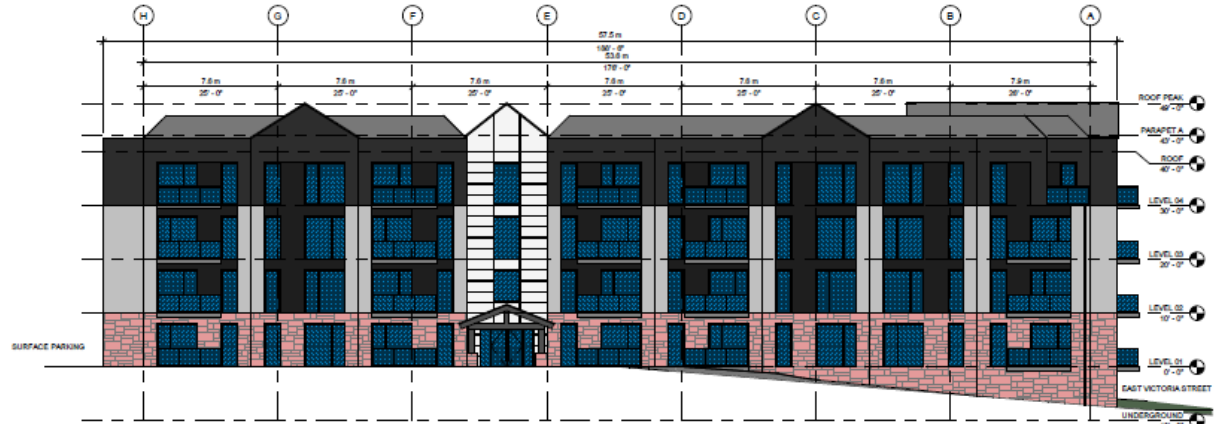 H G F E D C B A
57.5 m
188' - 6"
53.6 m
176' - 0"
7.6 m 7.6 m 7.6 m 7.6 m 7.6 m 7.6 m 7.9 m
25' - 0" 25' - 0" 25' - 0" 25' - 0" 25' - 0" 25' - 0" 26' - 0"
ROOF PEAK
49' - 0"
PARAPET A
43' - 0"
ROOF
40' - 0"
LEVEL 04
30' - 0"
LEVEL 03
20' - 0"
LEVEL 02
10' - 0"
SURFACE PARKING
LEVEL 01
0' - 0"
EAST VICTORIA STREET
UNDERGROUND